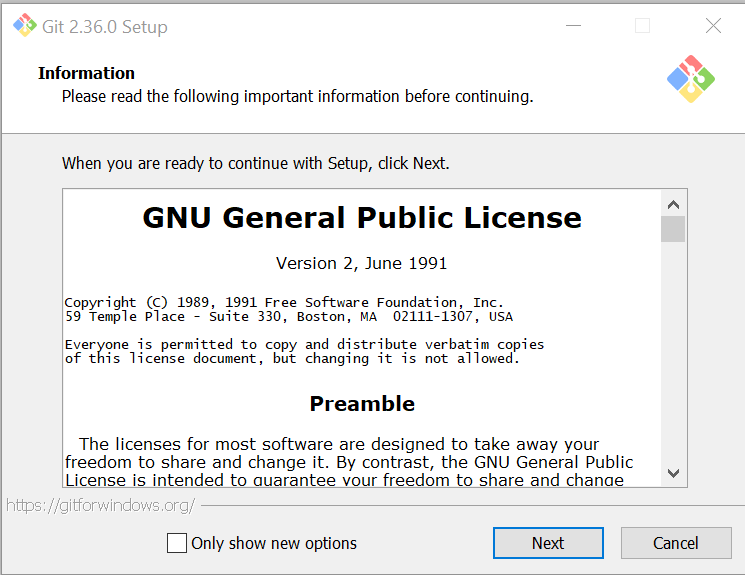 Git 2.36.0 Setup
Information
Please read the following important information before continuing.
When you are ready to continue with Setup, click Next.
GNU General Public License
Version 2, June 1991
Copyright (C) 1989, 1991 Free Software Foundation, Inc.
59 Temple Place - Suite 330, Boston, MA  02111-1307, USA
Everyone is permitted to copy and distribute verbatim copies
of this license document, but changing it is not allowed.
Preamble
The licenses for most software are designed to take away your
freedom to share and change it. By contrast, the GNU General Public
License is intended to guarantee your freedom to share and change
https://gitforwindows.org/
Only show new options
Next
Cancel